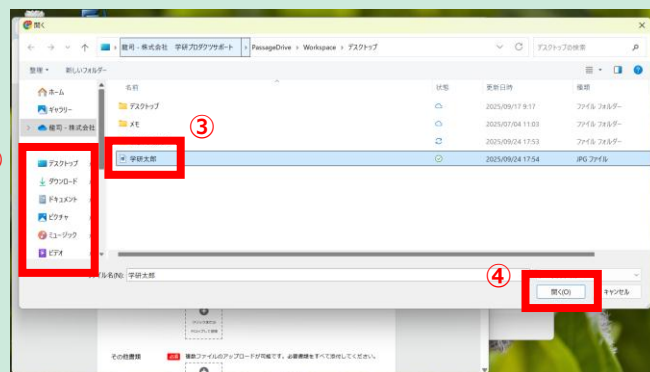 開く
龍司 - 株式会社 学研プロダクツサポート › PassageDrive › Workspace › デスクトップ
デスクトップの検索
整理 新しいフォルダー
ホーム
ギャラリー
龍司 - 株式会社
デスクトップ
ダウンロード
ドキュメント
ピクチャ
ミュージック
ビデオ
名前 状態 更新日時 種類
デスクトップ 2025/09/17 9:17 ファイル フォルダー
メモ 2025/07/04 11:03 ファイル フォルダー
2025/09/24 17:53 ファイル フォルダー
③
学研太郎 2025/09/24 17:54 JPG ファイル
ファイル名(N): 学研太郎
④
開く(O) キャンセル
その他書類 必須 複数ファイルのアップロードが可能です。必要書類をすべて添付してください。